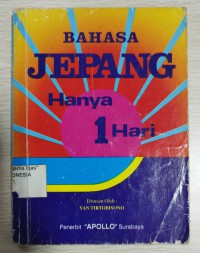 BAHASA
JEPANG
Hanya
1 Hari
Disusun Oleh :
YAN TIRTOBISONO
Penerbit "APOLLO" Surabaya